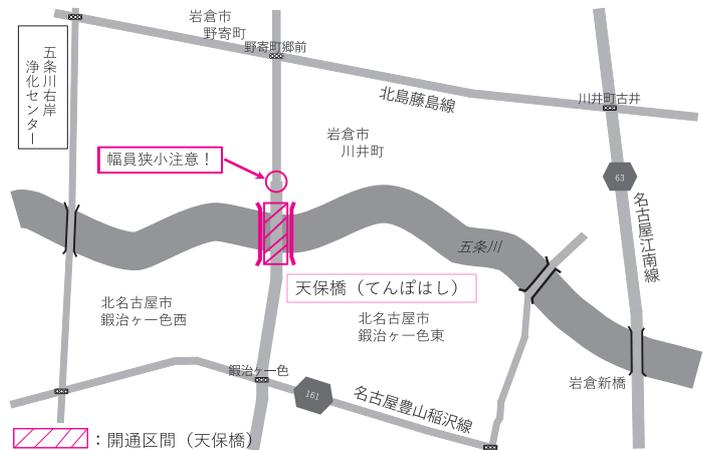 岩倉市
野寄町
野寄町郷前
五条川右岸
浄化センター
北島藤島線
川井町古井
岩倉市
川井町
幅員狭小注意！
63
名古屋江南線
五条川
天保橋（てんぽはし）
北名古屋市
鍜治ヶ一色西
北名古屋市
鍜治ヶ一色東
鍜治ケ一色
161
名古屋豊山稲沢線
岩倉新橋
：開通区間（天保橋）